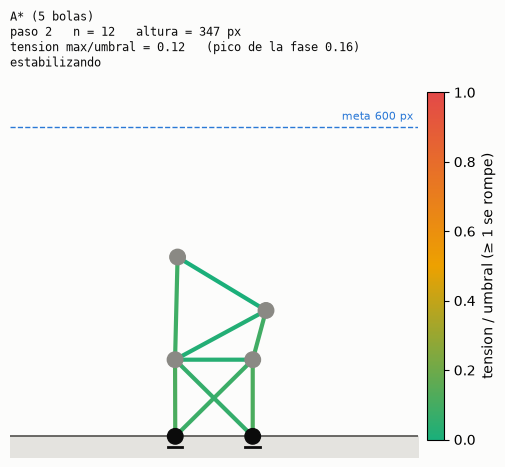 A* (5 bolas)
paso 2   n = 12   altura = 347 px
tension max/umbral = 0.12   (pico de la fase 0.16)
estabilizando
meta 600 px
1.0
0.8
0.6
0.4
0.2
0.0
tension / umbral (≥ 1 se rompe)